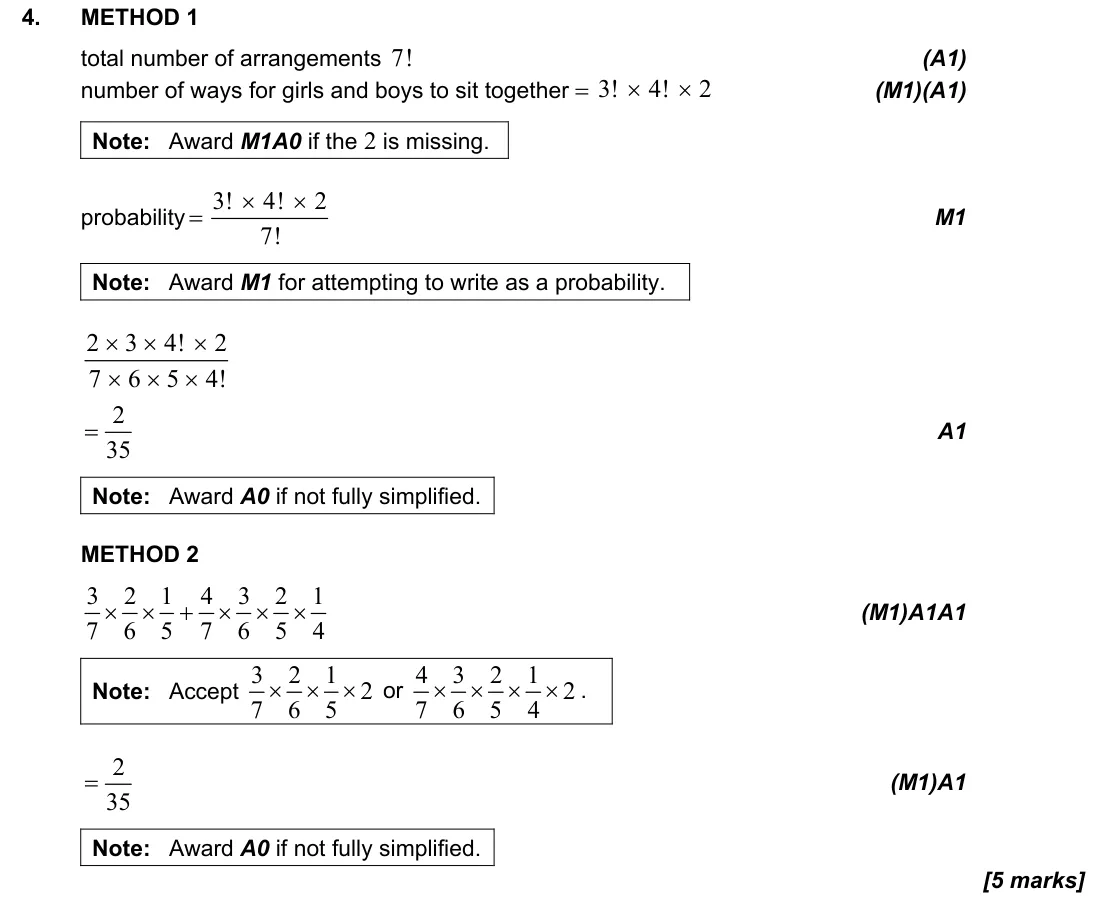 4. METHOD 1
total number of arrangements 7! (A1)
number of ways for girls and boys to sit together = 3! × 4! × 2 (M1)(A1)
Note: Award M1A0 if the 2 is missing.
probability = (3! × 4! × 2)/7! M1
Note: Award M1 for attempting to write as a probability.
(2 × 3 × 4! × 2)/(7 × 6 × 5 × 4!)
= 2/35 A1
Note: Award A0 if not fully simplified.
METHOD 2
3/7 × 2/6 × 1/5 + 4/7 × 3/6 × 2/5 × 1/4 (M1)A1A1
Note: Accept 3/7 × 2/6 × 1/5 × 2 or 4/7 × 3/6 × 2/5 × 1/4 × 2 .
= 2/35 (M1)A1
Note: Award A0 if not fully simplified.
[5 marks]